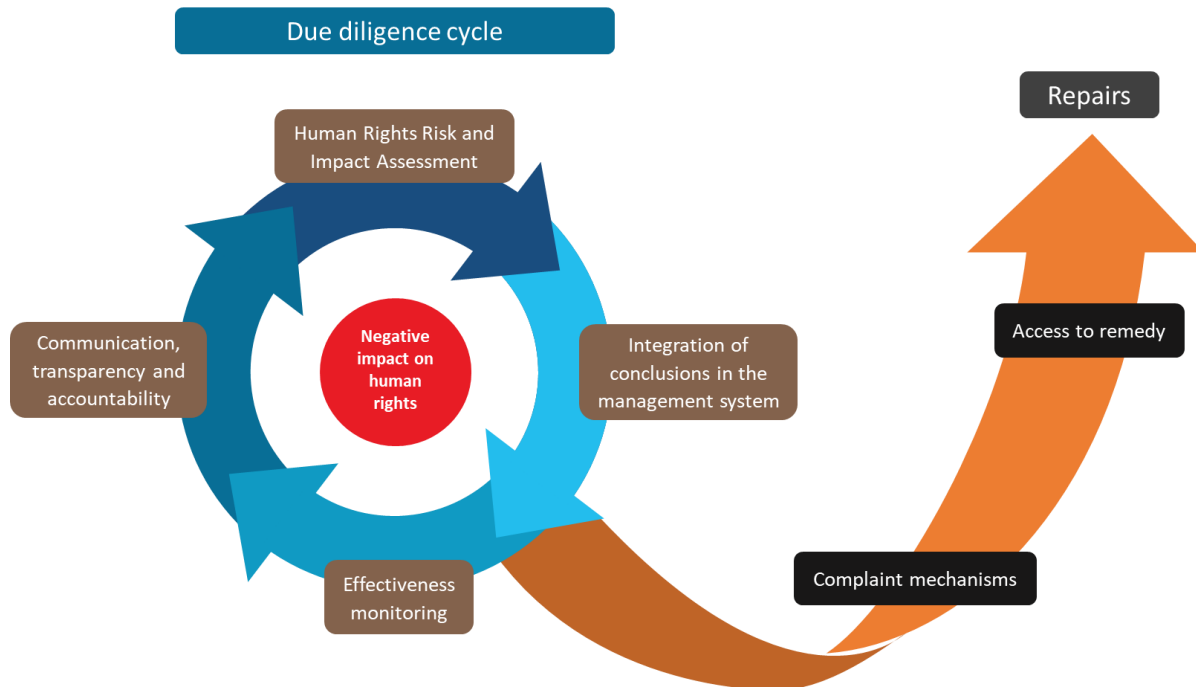 Due diligence cycle
Repairs
Human Rights Risk and
Impact Assessment
Access to remedy
Negative
impact on
human
rights
Communication,
transparency and
accountability
Integration of
conclusions in the
management system
Complaint mechanisms
Effectiveness
monitoring